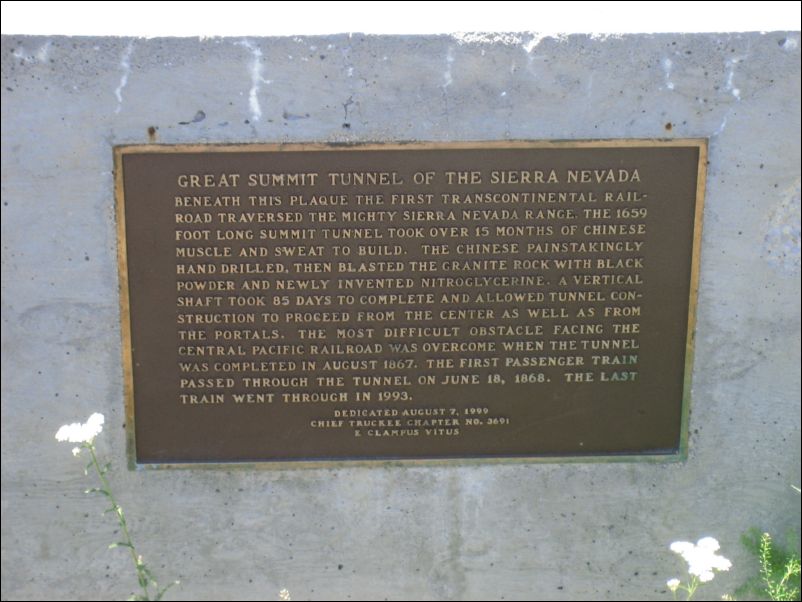 GREAT SUMMIT TUNNEL OF THE SIERRA NEVADA
BENEATH THIS PLAQUE THE FIRST TRANSCONTINENTAL RAIL-
ROAD TRAVERSED THE MIGHTY SIERRA NEVADA RANGE. THE 1659
FOOT LONG SUMMIT TUNNEL TOOK OVER 15 MONTHS OF CHINESE
MUSCLE AND SWEAT TO BUILD. THE CHINESE PAINSTAKINGLY
HAND DRILLED, THEN BLASTED THE GRANITE ROCK WITH BLACK
POWDER AND NEWLY INVENTED NITROGLYCERINE. A VERTICAL
SHAFT TOOK 85 DAYS TO COMPLETE AND ALLOWED TUNNEL CON-
STRUCTION TO PROCEED FROM THE CENTER AS WELL AS FROM
THE PORTALS. THE MOST DIFFICULT OBSTACLE FACING THE
CENTRAL PACIFIC RAILROAD WAS OVERCOME WHEN THE TUNNEL
WAS COMPLETED IN AUGUST 1867. THE FIRST PASSENGER TRAIN
PASSED THROUGH THE TUNNEL ON JUNE 18, 1868. THE LAST
TRAIN WENT THROUGH IN 1993.
DEDICATED AUGUST 7, 1999
CHIEF TRUCKEE CHAPTER NO. 3691
E CLAMPUS VITUS